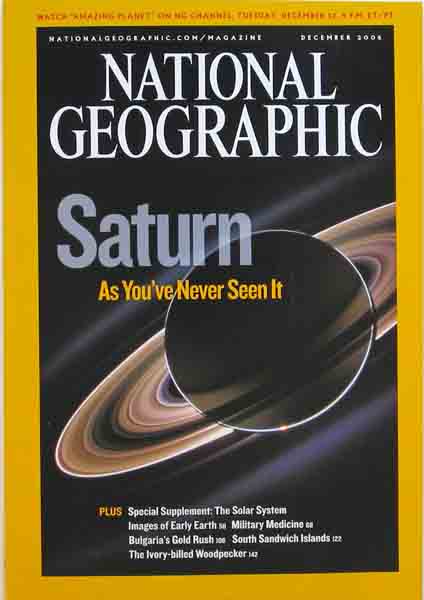 WATCH "AMAZING PLANET" ON NG CHANNEL, TUESDAY, DECEMBER 12, 9 P.M. ET/PT
NATIONALGEOGRAPHIC.COM/MAGAZINE DECEMBER 2006
NATIONAL
GEOGRAPHIC
Saturn
As You've Never Seen It
PLUS Special Supplement: The Solar System
Images of Early Earth 58 Military Medicine 68
Bulgaria's Gold Rush 106 South Sandwich Islands 122
The Ivory-billed Woodpecker 142